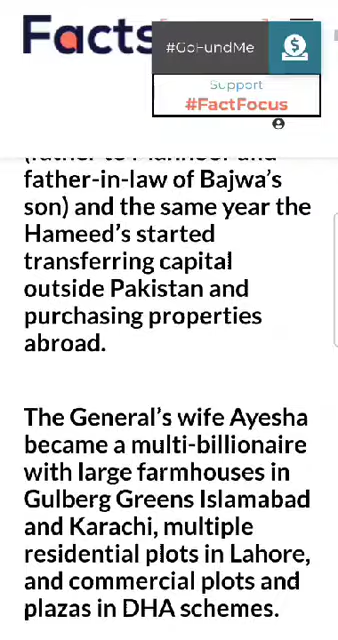 Facts
#GoFundMe
Support
#FactFocus
father-in-law of Bajwa's
son) and the same year the
Hameed's started
transferring capital
outside Pakistan and
purchasing properties
abroad.
The General's wife Ayesha
became a multi-billionaire
with large farmhouses in
Gulberg Greens Islamabad
and Karachi, multiple
residential plots in Lahore,
and commercial plots and
plazas in DHA schemes.